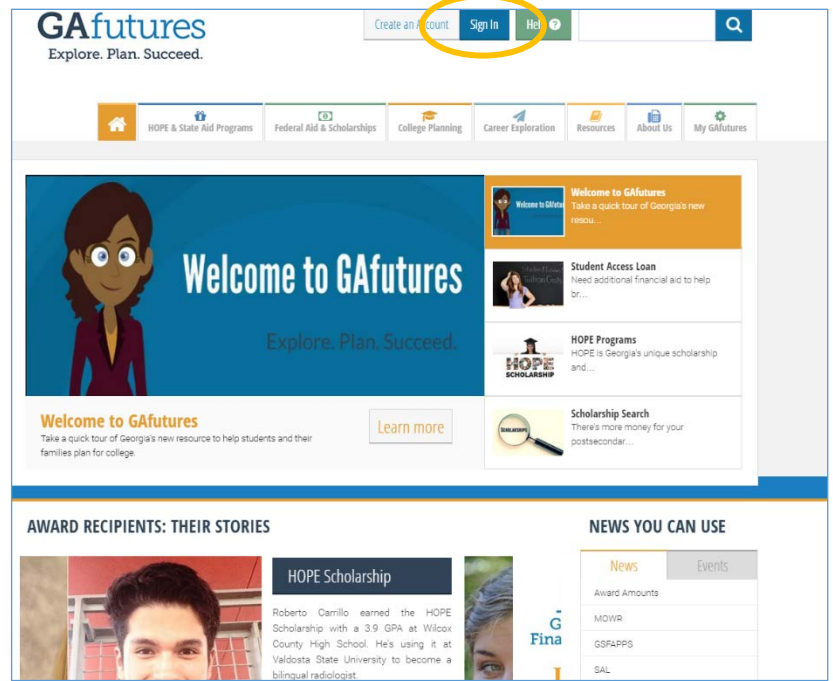 GAfutures
Explore. Plan. Succeed.
Create an Account
Sign In
Help ?
HOPE & State Aid Programs
Federal Aid & Scholarships
College Planning
Career Exploration
Resources
About Us
My GAfutures
Welcome to GAfutures
Explore. Plan. Succeed.
Welcome to GAfutures
Take a quick tour of Georgia's new resource to help students and their
families plan for college.
Learn more
Welcome to GAfutures
Take a quick tour of Georgia's new
resou...
Student Access Loan
Need additional financial aid to help
br...
HOPE Programs
HOPE is Georgia's unique scholarship
and....
HOPE
SCHOLARSHIP
Scholarship Search
There's more money for your
postsecondar...
SCHOLARSHIPS
AWARD RECIPIENTS: THEIR STORIES
HOPE Scholarship
Roberto Carrillo earned the HOPE
Scholarship with a 3.9 GPA at Wilcox
County High School. He's using it at
Valdosta State University to become a
bilingual radiologist.
G
Fina
NEWS YOU CAN USE
News
Events
Award Amounts
MOWR
GSFAPPS
SAL